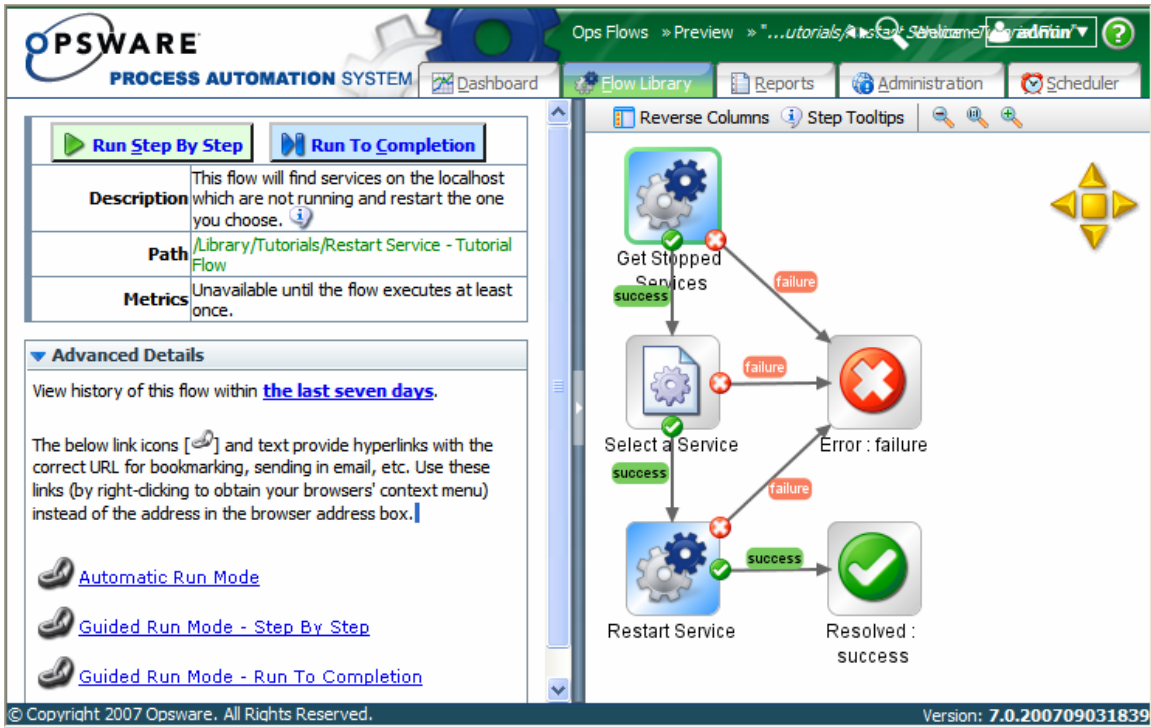 OPSWARE
PROCESS AUTOMATION SYSTEM
Ops Flows » Preview » "...utorials
admin
?
Dashboard
Flow Library
Reports
Administration
Scheduler
Run Step By Step
Run To Completion
Description
This flow will find services on the localhost
which are not running and restart the one
you choose.
Path
/Library/Tutorials/Restart Service - Tutorial
Flow
Metrics
Unavailable until the flow executes at least
once.
Advanced Details
View history of this flow within the last seven days.
The below link icons [ ] and text provide hyperlinks with the
correct URL for bookmarking, sending in email, etc. Use these
links (by right-clicking to obtain your browsers' context menu)
instead of the address in the browser address box.
Automatic Run Mode
Guided Run Mode - Step By Step
Guided Run Mode - Run To Completion
Reverse Columns
Step Tooltips
Get Stopped
Services
success
failure
Select a Service
failure
Error : failure
success
failure
Restart Service
success
Resolved :
success
© Copyright 2007 Opsware. All Rights Reserved.
Version: 7.0.200709031839